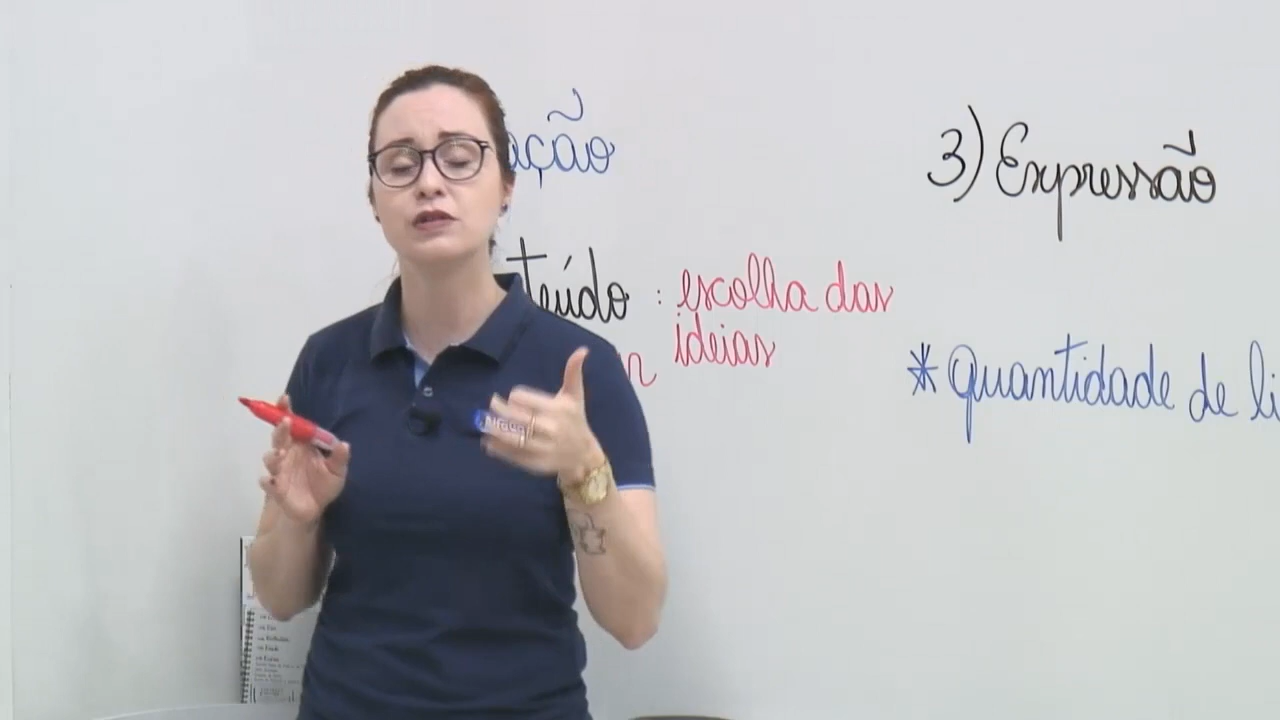 ação
teúdo : escolha das
ideias
3) Expressão
* quantidade de li